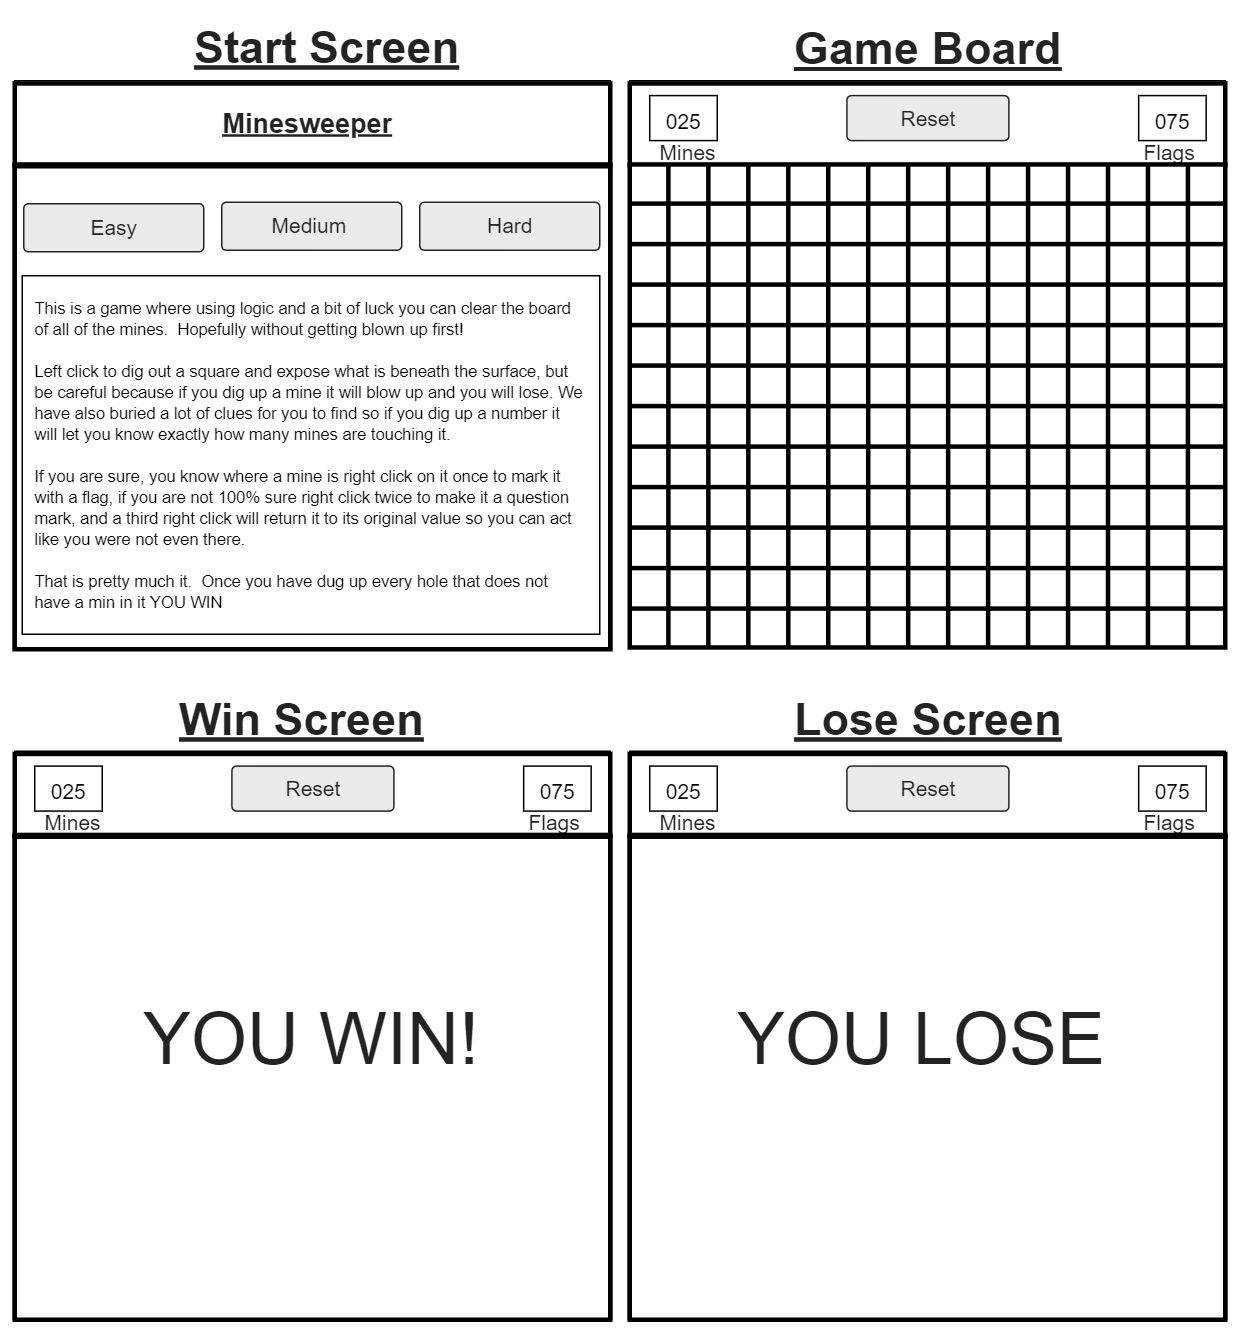 Start Screen
Minesweeper
Easy
Medium
Hard
This is a game where using logic and a bit of luck you can clear the board
of all of the mines.  Hopefully without getting blown up first!
Left click to dig out a square and expose what is beneath the surface, but
be careful because if you dig up a mine it will blow up and you will lose. We
have also buried a lot of clues for you to find so if you dig up a number it
will let you know exactly how many mines are touching it.
If you are sure, you know where a mine is right click on it once to mark it
with a flag, if you are not 100% sure right click twice to make it a question
mark, and a third right click will return it to its original value so you can act
like you were not even there.
That is pretty much it.  Once you have dug up every hole that does not
have a min in it YOU WIN
Game Board
025
Mines
Reset
075
Flags
Win Screen
025
Mines
Reset
075
Flags
YOU WIN!
Lose Screen
025
Mines
Reset
075
Flags
YOU LOSE